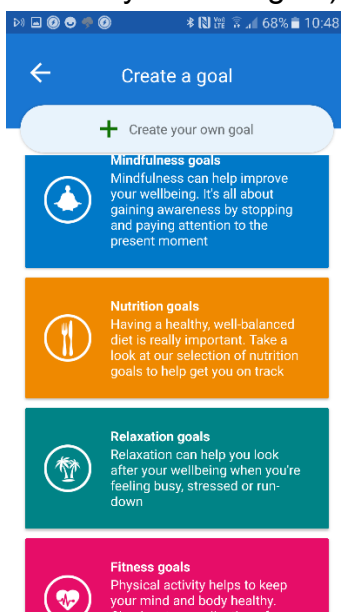 68% 10:48
Create a goal
Create your own goal
Mindfulness goals
Mindfulness can help improve
your wellbeing. It's all about
gaining awareness by stopping
and paying attention to the
present moment
Nutrition goals
Having a healthy, well-balanced
diet is really important. Take a
look at our selection of nutrition
goals to help get you on track
Relaxation goals
Relaxation can help you look
after your wellbeing when you're
feeling busy, stressed or run-
down
Fitness goals
Physical activity helps to keep
your mind and body healthy.